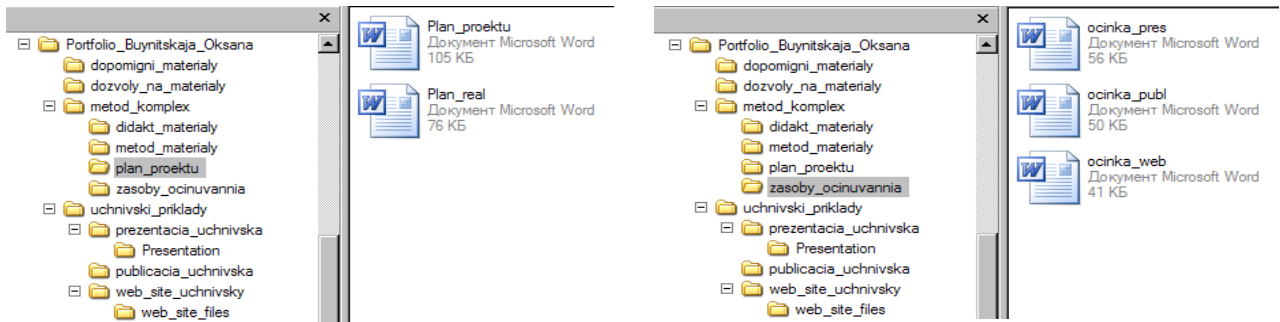 Portfolio_Buynitskaja_Oksana
dopomigni_materialy
dozvoly_na_materialy
metod_komplex
didakt_materialy
metod_materialy
plan_proektu
zasoby_ocinuvannia
uchnivski_priklady
prezentacia_uchnivska
Presentation
publicacia_uchnivska
web_site_uchnivsky
web_site_files
Plan_proektu
Документ Microsoft Word
105 КБ
Plan_real
Документ Microsoft Word
76 КБ
Portfolio_Buynitskaja_Oksana
dopomigni_materialy
dozvoly_na_materialy
metod_komplex
didakt_materialy
metod_materialy
plan_proektu
zasoby_ocinuvannia
uchnivski_priklady
prezentacia_uchnivska
Presentation
publicacia_uchnivska
web_site_uchnivsky
web_site_files
ocinka_pres
Документ Microsoft Word
56 КБ
ocinka_publ
Документ Microsoft Word
50 КБ
ocinka_web
Документ Microsoft Word
41 КБ